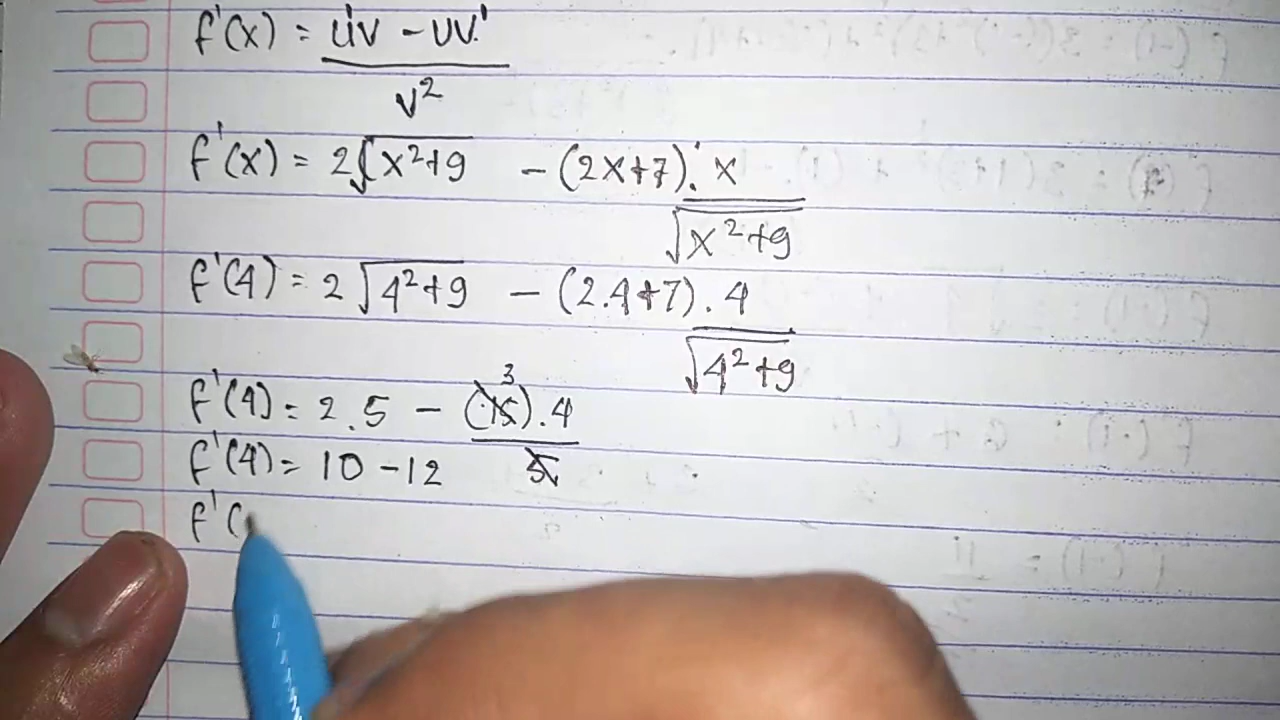 f'(x) = u'v - uv'
v²
f'(x) = 2√x²+9 - (2x+7). x
√x²+9
f'(4) = 2√4²+9 - (2.4+7).4
√4²+9
3
f'(4) = 2.5 - (15).4
f'(4) = 10 - 12 5
f'(